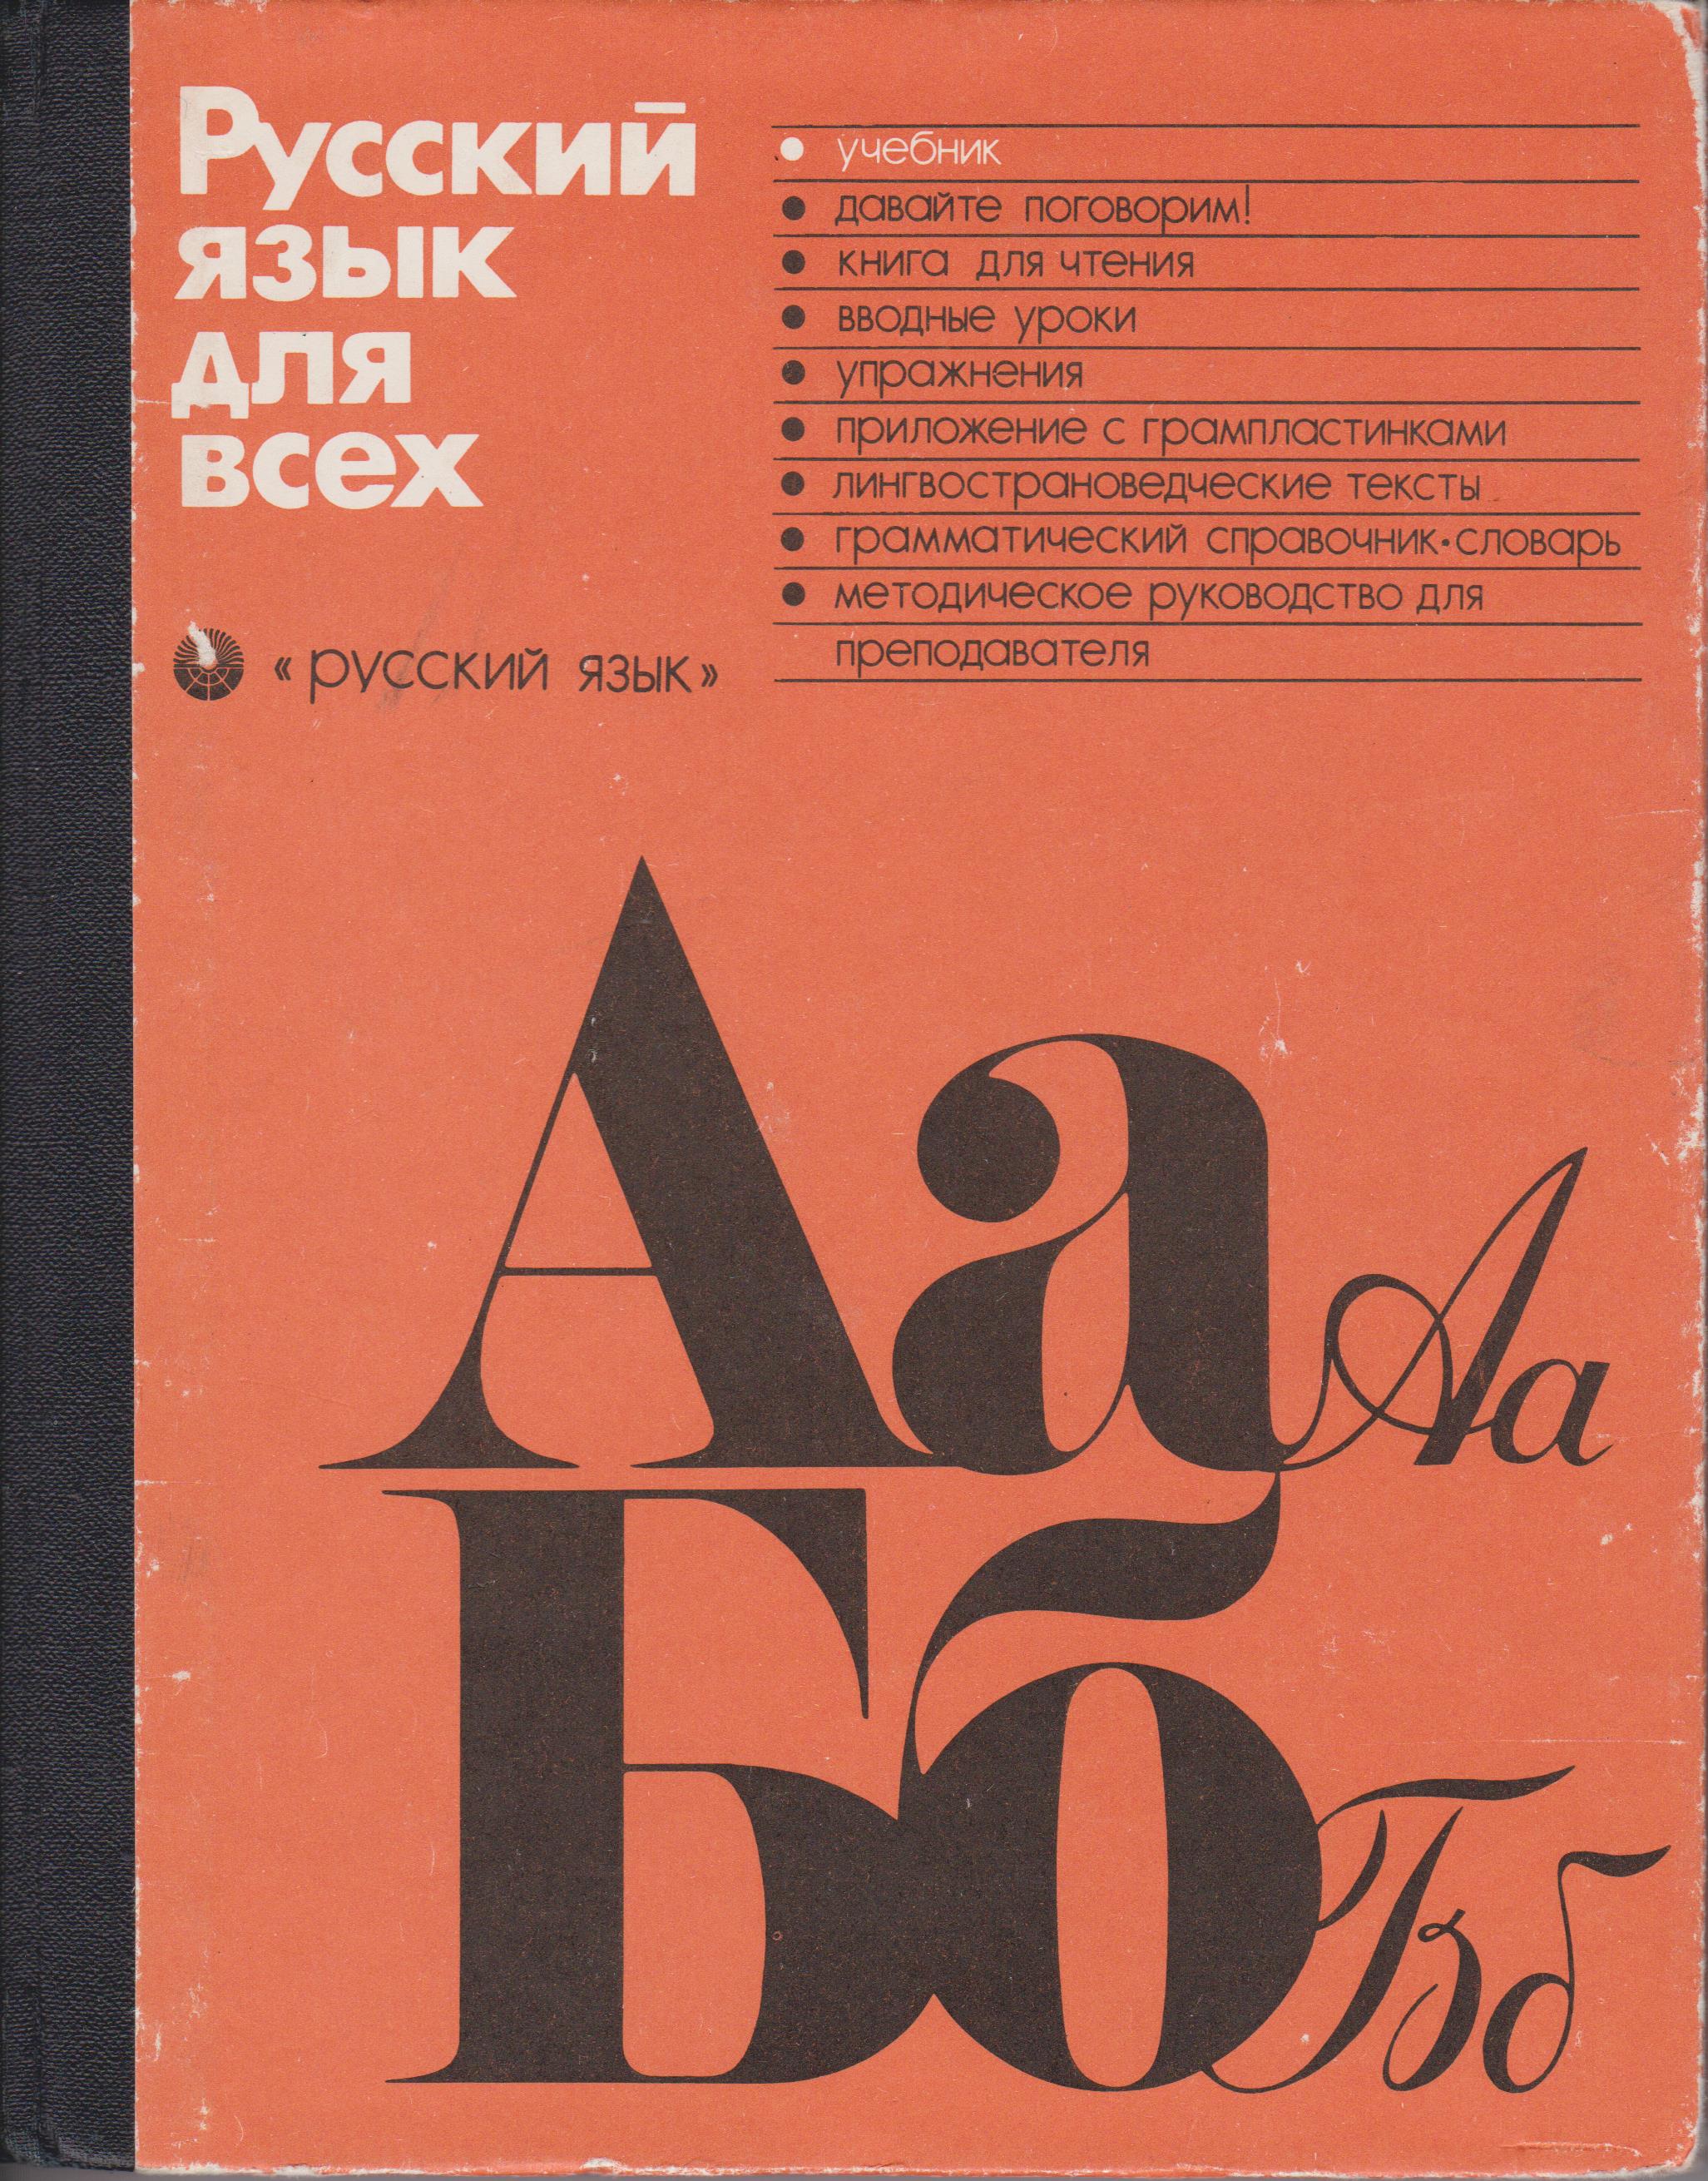 Русский
язык
для
всех
« русский язык»
учебник
давайте поговорим!
книга для чтения
вводные уроки
упражнения
приложение с грампластинками
лингвострановедческие тексты
грамматический справочник•словарь
методическое руководство для
преподавателя
Аа Аа
Бб Бб